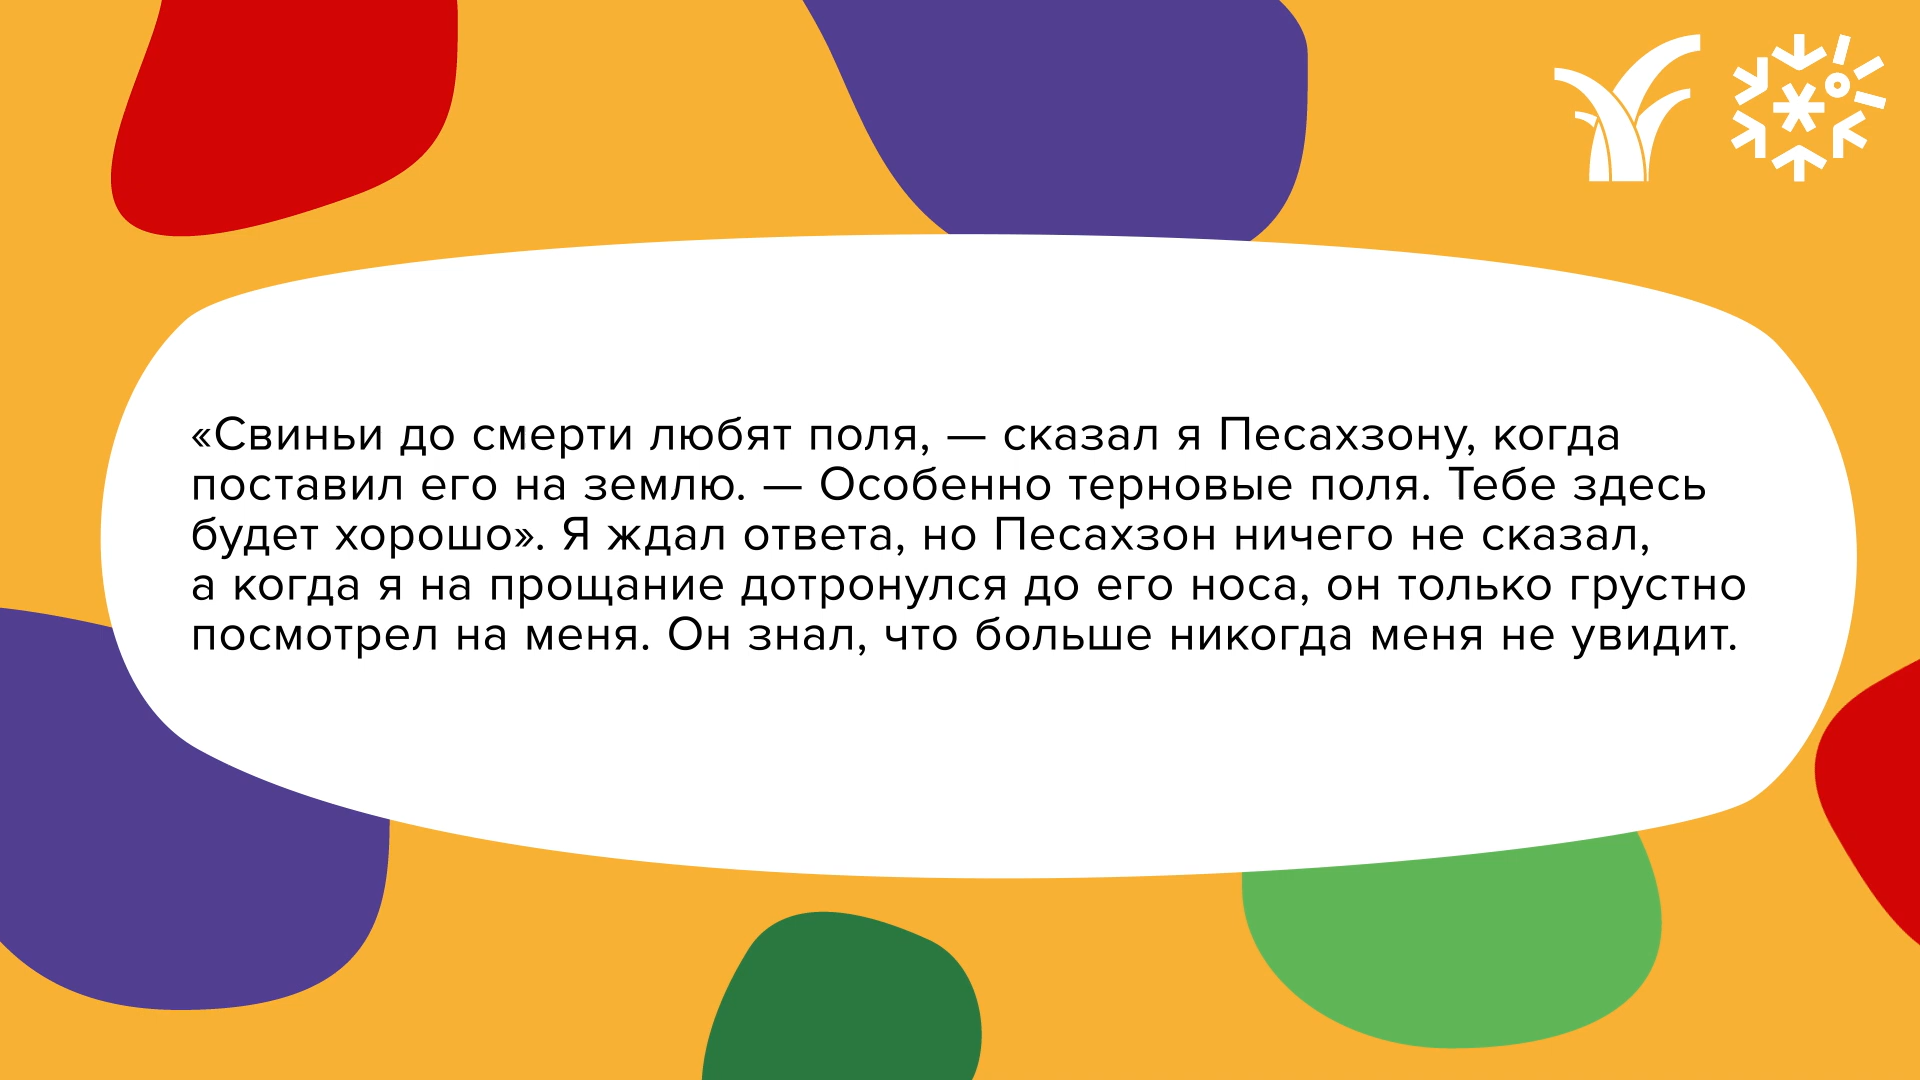 «Свиньи до смерти любят поля, — сказал я Песахзону, когда
поставил его на землю. — Особенно терновые поля. Тебе здесь
будет хорошо». Я ждал ответа, но Песахзон ничего не сказал,
а когда я на прощание дотронулся до его носа, он только грустно
посмотрел на меня. Он знал, что больше никогда меня не увидит.